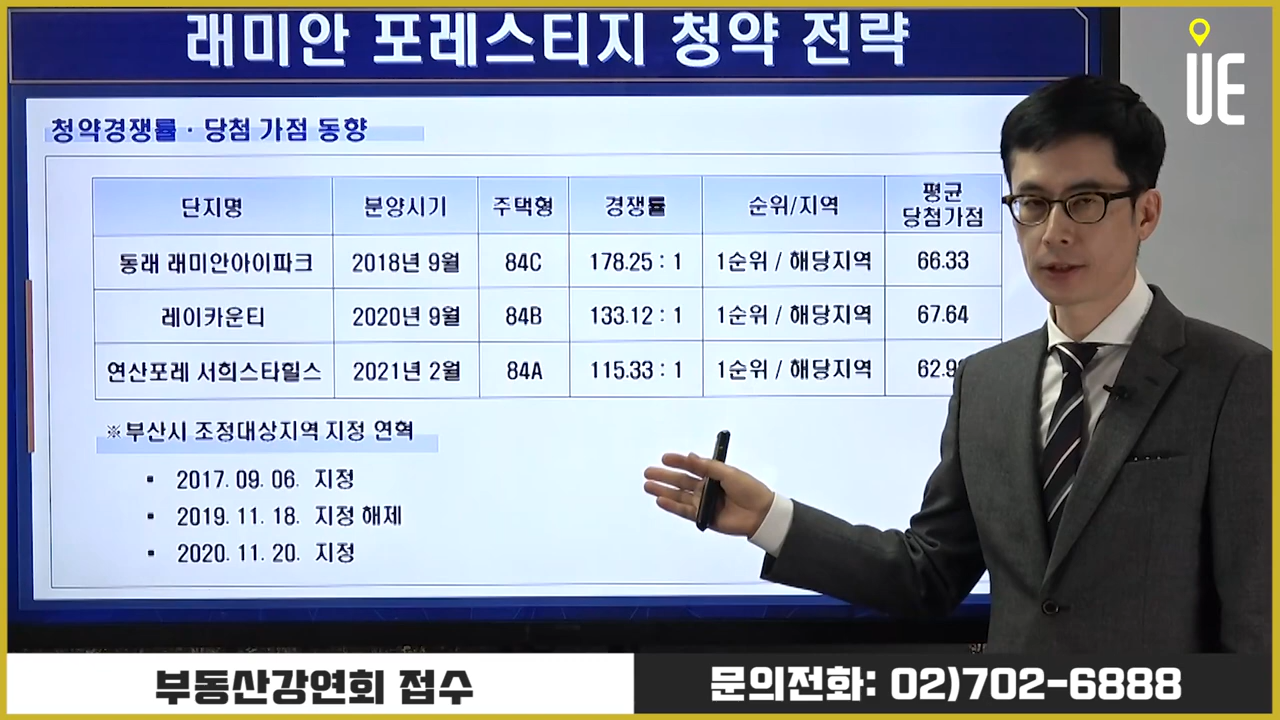 래미안 포레스티지 청약 전략
UE
청약경쟁률 · 당첨 가점 동향
단지명 분양시기 주택형 경쟁률 순위/지역 평균 당첨가점
동래 래미안아이파크 2018년 9월 84C 178.25 : 1 1순위 / 해당지역 66.33
레이카운티 2020년 9월 84B 133.12 : 1 1순위 / 해당지역 67.64
연산포레 서희스타힐스 2021년 2월 84A 115.33 : 1 1순위 / 해당지역
※부산시 조정대상지역 지정 연혁
▪ 2017. 09. 06. 지정
▪ 2019. 11. 18. 지정 해제
▪ 2020. 11. 20. 지정
부동산강연회 접수
문의전화: 02)702-6888